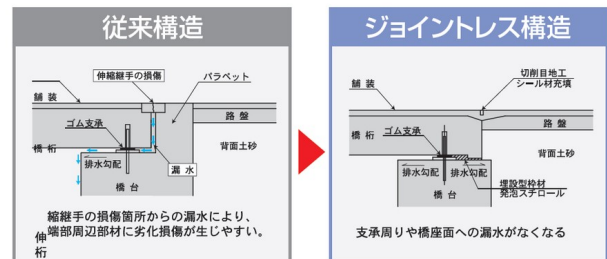 従来構造
伸縮継手の損傷
パラペット
舗装
ゴム支承
路盤
橋桁
漏水
背面土砂
排水勾配
橋台
縮継手の損傷箇所からの漏水により、
端部周辺部材に劣化損傷が生じやすい。
伸
桁
ジョイントレス構造
切削目地工
シール材充填
舗装
路盤
橋桁
ゴム支承
背面土砂
排水勾配
排水勾配
橋台
埋設型枠材
発泡スチロール
支承周りや橋座面への漏水がなくなる